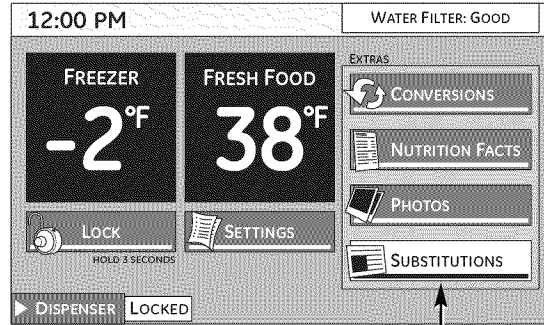 12:00 PM
WATER FILTER: GOOD
FREEZER
-2°F
FRESH FOOD
38°F
EXTRAS
CONVERSIONS
NUTRITION FACTS
PHOTOS
SUBSTITUTIONS
LOCK
HOLD 3 SECONDS
SETTINGS
DISPENSER LOCKED